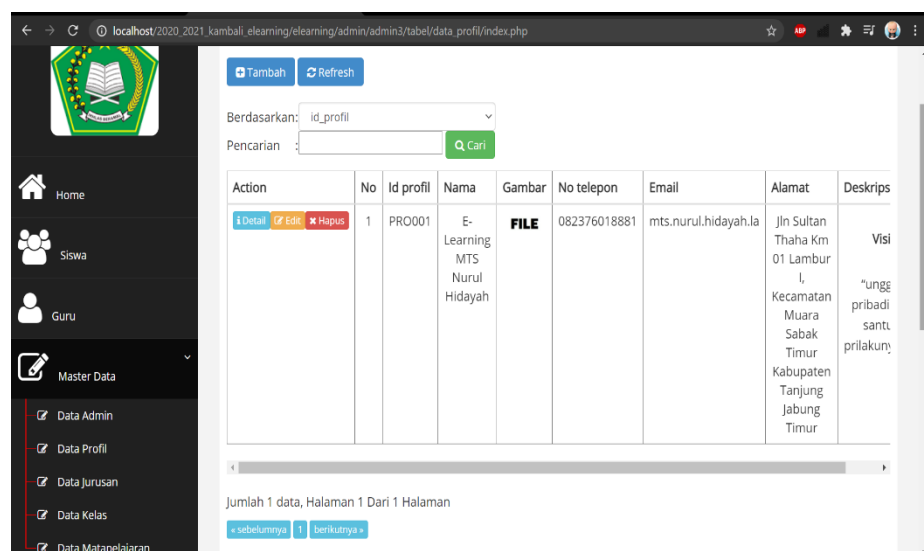 localhost/2020_2021_kambali_elearning/elearning/admin/admin3/tabel/data_profil/index.php
ABP
Home
Siswa
Guru
Master Data
Data Admin
Data Profil
Data Jurusan
Data Kelas
Data Matapelajaran
Tambah Refresh
Berdasarkan: id_profil
Pencarian : Cari
Action No Id profil Nama Gambar No telepon Email Alamat Deskrips
Detail Edit Hapus 1 PRO001 E- FILE 082376018881 mts.nurul.hidayah.la Jln Sultan
Learning Thaha Km Visi
MTS 01 Lambur
Nurul I, "ungg
Hidayah Kecamatan pribadi
Muara santu
Sabak prilakuny
Timur
Kabupaten
Tanjung
Jabung
Timur
Jumlah 1 data, Halaman 1 Dari 1 Halaman
« sebelumnya 1 berikutnya »